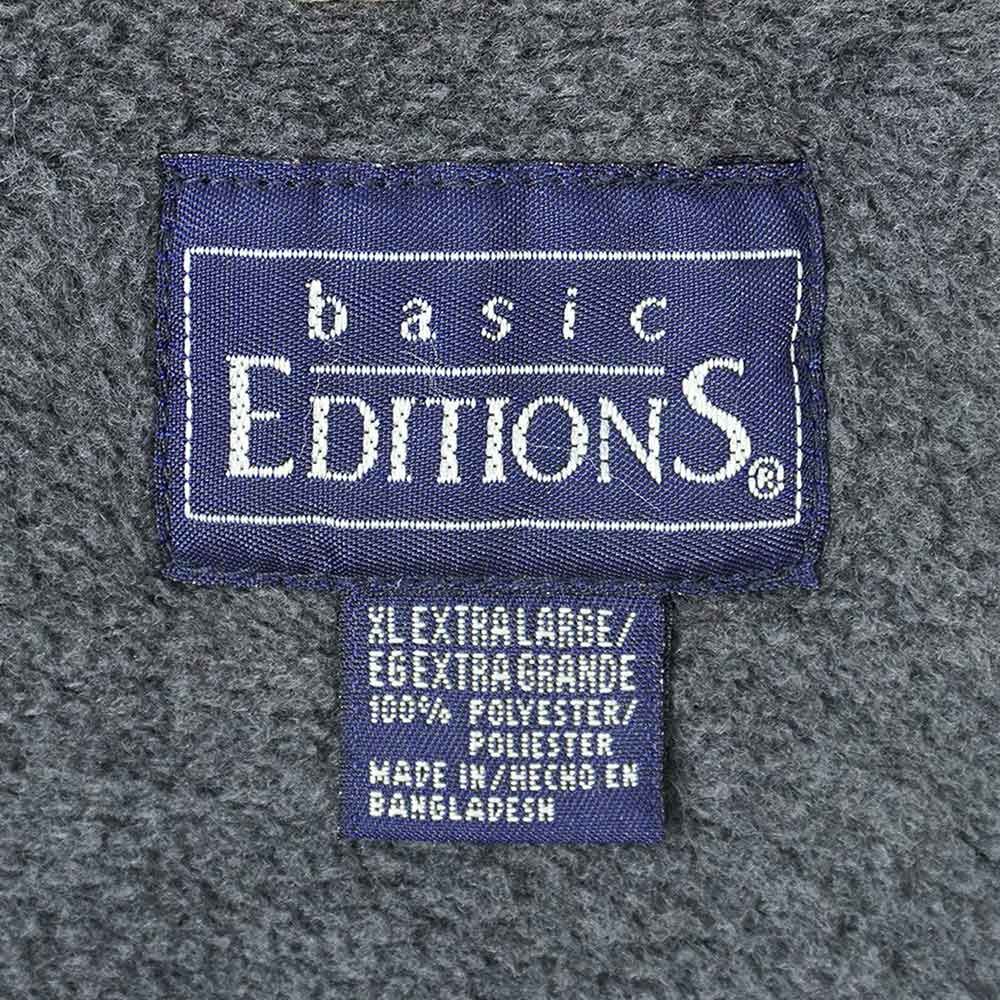 basic
EDITIONS®
XL EXTRA LARGE/
EG EXTRA GRANDE
100% POLYESTER/
POLIESTER
MADE IN/HECHO EN
BANGLADESH